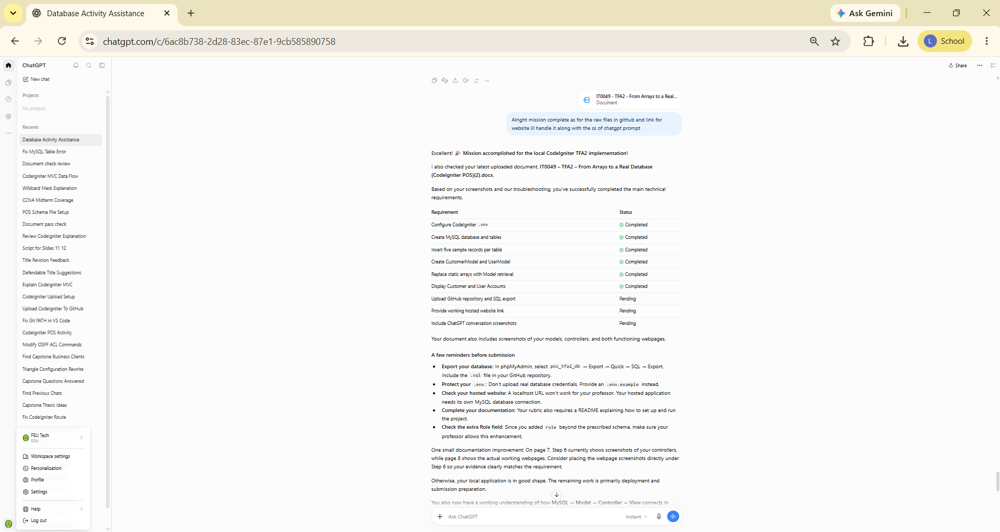 Database Activity Assistance
Ask Gemini
chatgpt.com/c/6ac8b738-2d28-83ec-87e1-9cb585890758
L School
ChatGPT
New chat
Projects
No projects
Recents
Database Activity Assistance
Fix MySQL Table Error
Document check review
CodeIgniter MVC Data Flow
Wildcard Mask Explanation
CCNA Midterm Coverage
POS Schema File Setup
Document pass check
Review CodeIgniter Explanation
Script for Slides 11 12
Title Revision Feedback
Defendable Title Suggestions
Explain CodeIgniter MVC
CodeIgniter Upload Setup
Upload CodeIgniter To GitHub
Fix Git PATH in VS Code
CodeIgniter POS Activity
Modify OSPF ACL Commands
Find Capstone Business Clients
Triangle Configuration Rewrite
Capstone Questions Answered
Find Previous Chats
Capstone Thesis Ideas
Fix CodeIgniter Route
FEU Tech
EDU
Workspace settings
Personalization
Profile
Settings
Help
Log out
Share
IT0049 - TFA2 - From Arrays to a Real...
Document
Alright mission complete as for the raw files in github and link for
website ill handle it along with the ss of chatgpt prompt
Excellent! 🎉 Mission accomplished for the local CodeIgniter TFA2 implementation!
I also checked your latest uploaded document, IT0049 – TFA2 – From Arrays to a Real Database
(CodeIgniter POS)(2).docx.
Based on your screenshots and our troubleshooting, you've successfully completed the main technical
requirements.
Requirement Status
Configure CodeIgniter .env Completed
Create MySQL database and tables Completed
Insert five sample records per table Completed
Create CustomerModel and UserModel Completed
Replace static arrays with Model retrieval Completed
Display Customer and User Accounts Completed
Upload GitHub repository and SQL export Pending
Provide working hosted website link Pending
Include ChatGPT conversation screenshots Pending
Your document also includes screenshots of your models, controllers, and both functioning webpages.
A few reminders before submission
• Export your database: In phpMyAdmin, select pos_tfa2_db → Export → Quick → SQL → Export.
Include the .sql file in your GitHub repository.
• Protect your .env: Don't upload real database credentials. Provide an .env.example instead.
• Check your hosted website: A localhost URL won't work for your professor. Your hosted application
needs its own MySQL database connection.
• Complete your documentation: Your rubric also requires a README explaining how to set up and run
the project.
• Check the extra Role field: Since you added role beyond the prescribed schema, make sure your
professor allows this enhancement.
One small documentation improvement: On page 7, Step 6 currently shows screenshots of your controllers,
while page 8 shows the actual working webpages. Consider placing the webpage screenshots directly under
Step 6 so your evidence clearly matches the requirement.
Otherwise, your local application is in good shape. The remaining work is primarily deployment and
submission preparation.
You also now have a working understanding of how MySQL → Model → Controller → View connects in
Ask ChatGPT
Instant